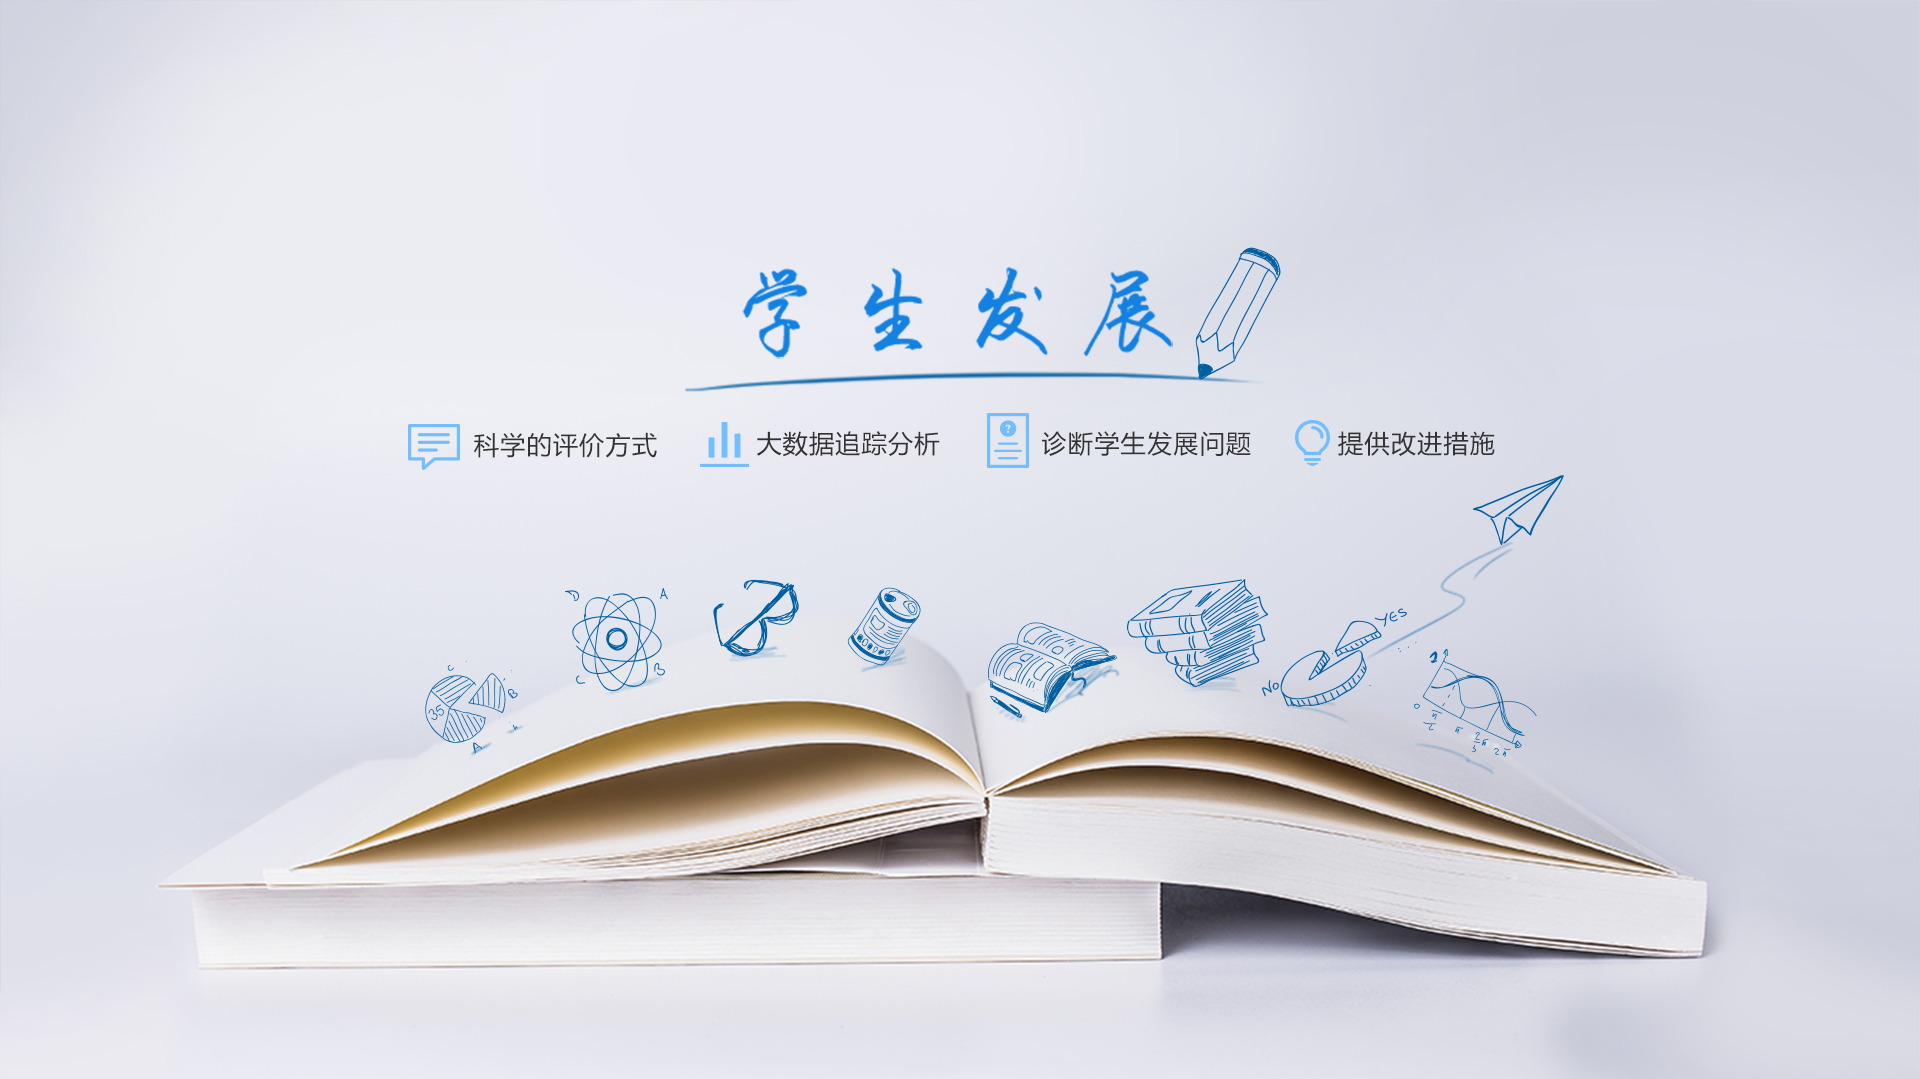 学生发展
科学的评价方式
大数据追踪分析
诊断学生发展问题
提供改进措施
D A
C B
C
35 B
A
YES
NO